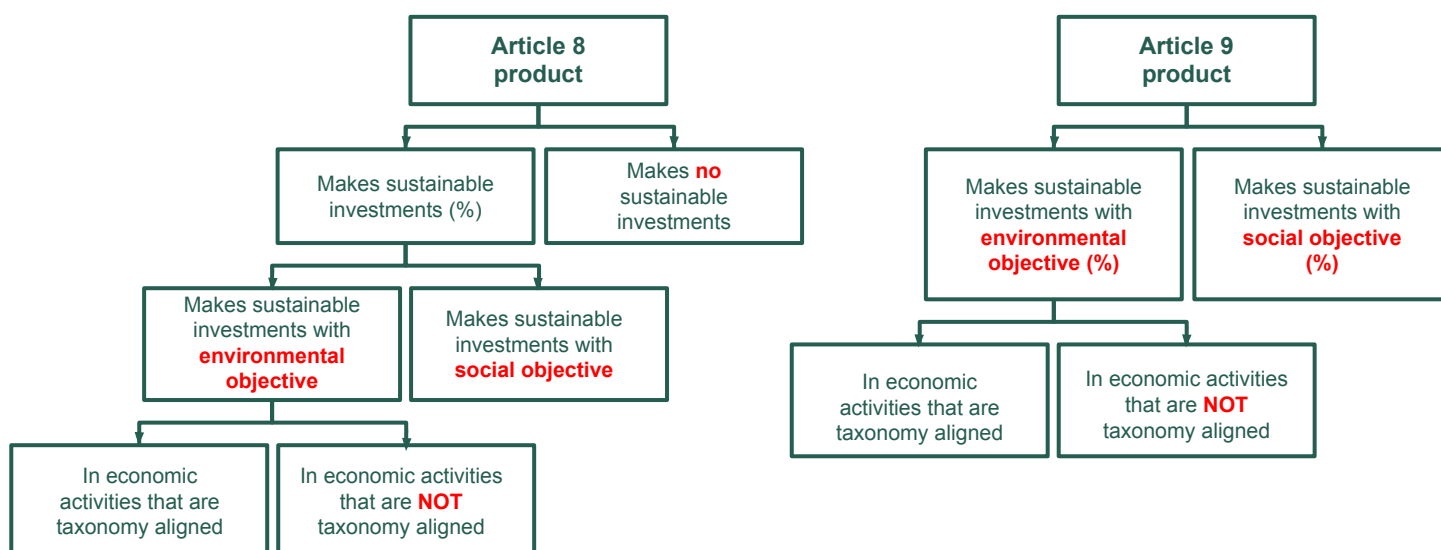 Article 8
product
Makes sustainable
investments (%)
Makes no
sustainable
investments
Makes sustainable
investments with
environmental
objective
Makes sustainable
investments with
social objective
In economic
activities that are
taxonomy aligned
In economic activities
that are NOT
taxonomy aligned
Article 9
product
Makes sustainable
investments with
environmental
objective (%)
Makes sustainable
investments with
social objective
(%)
In economic
activities that are
taxonomy aligned
In economic activities
that are NOT
taxonomy aligned